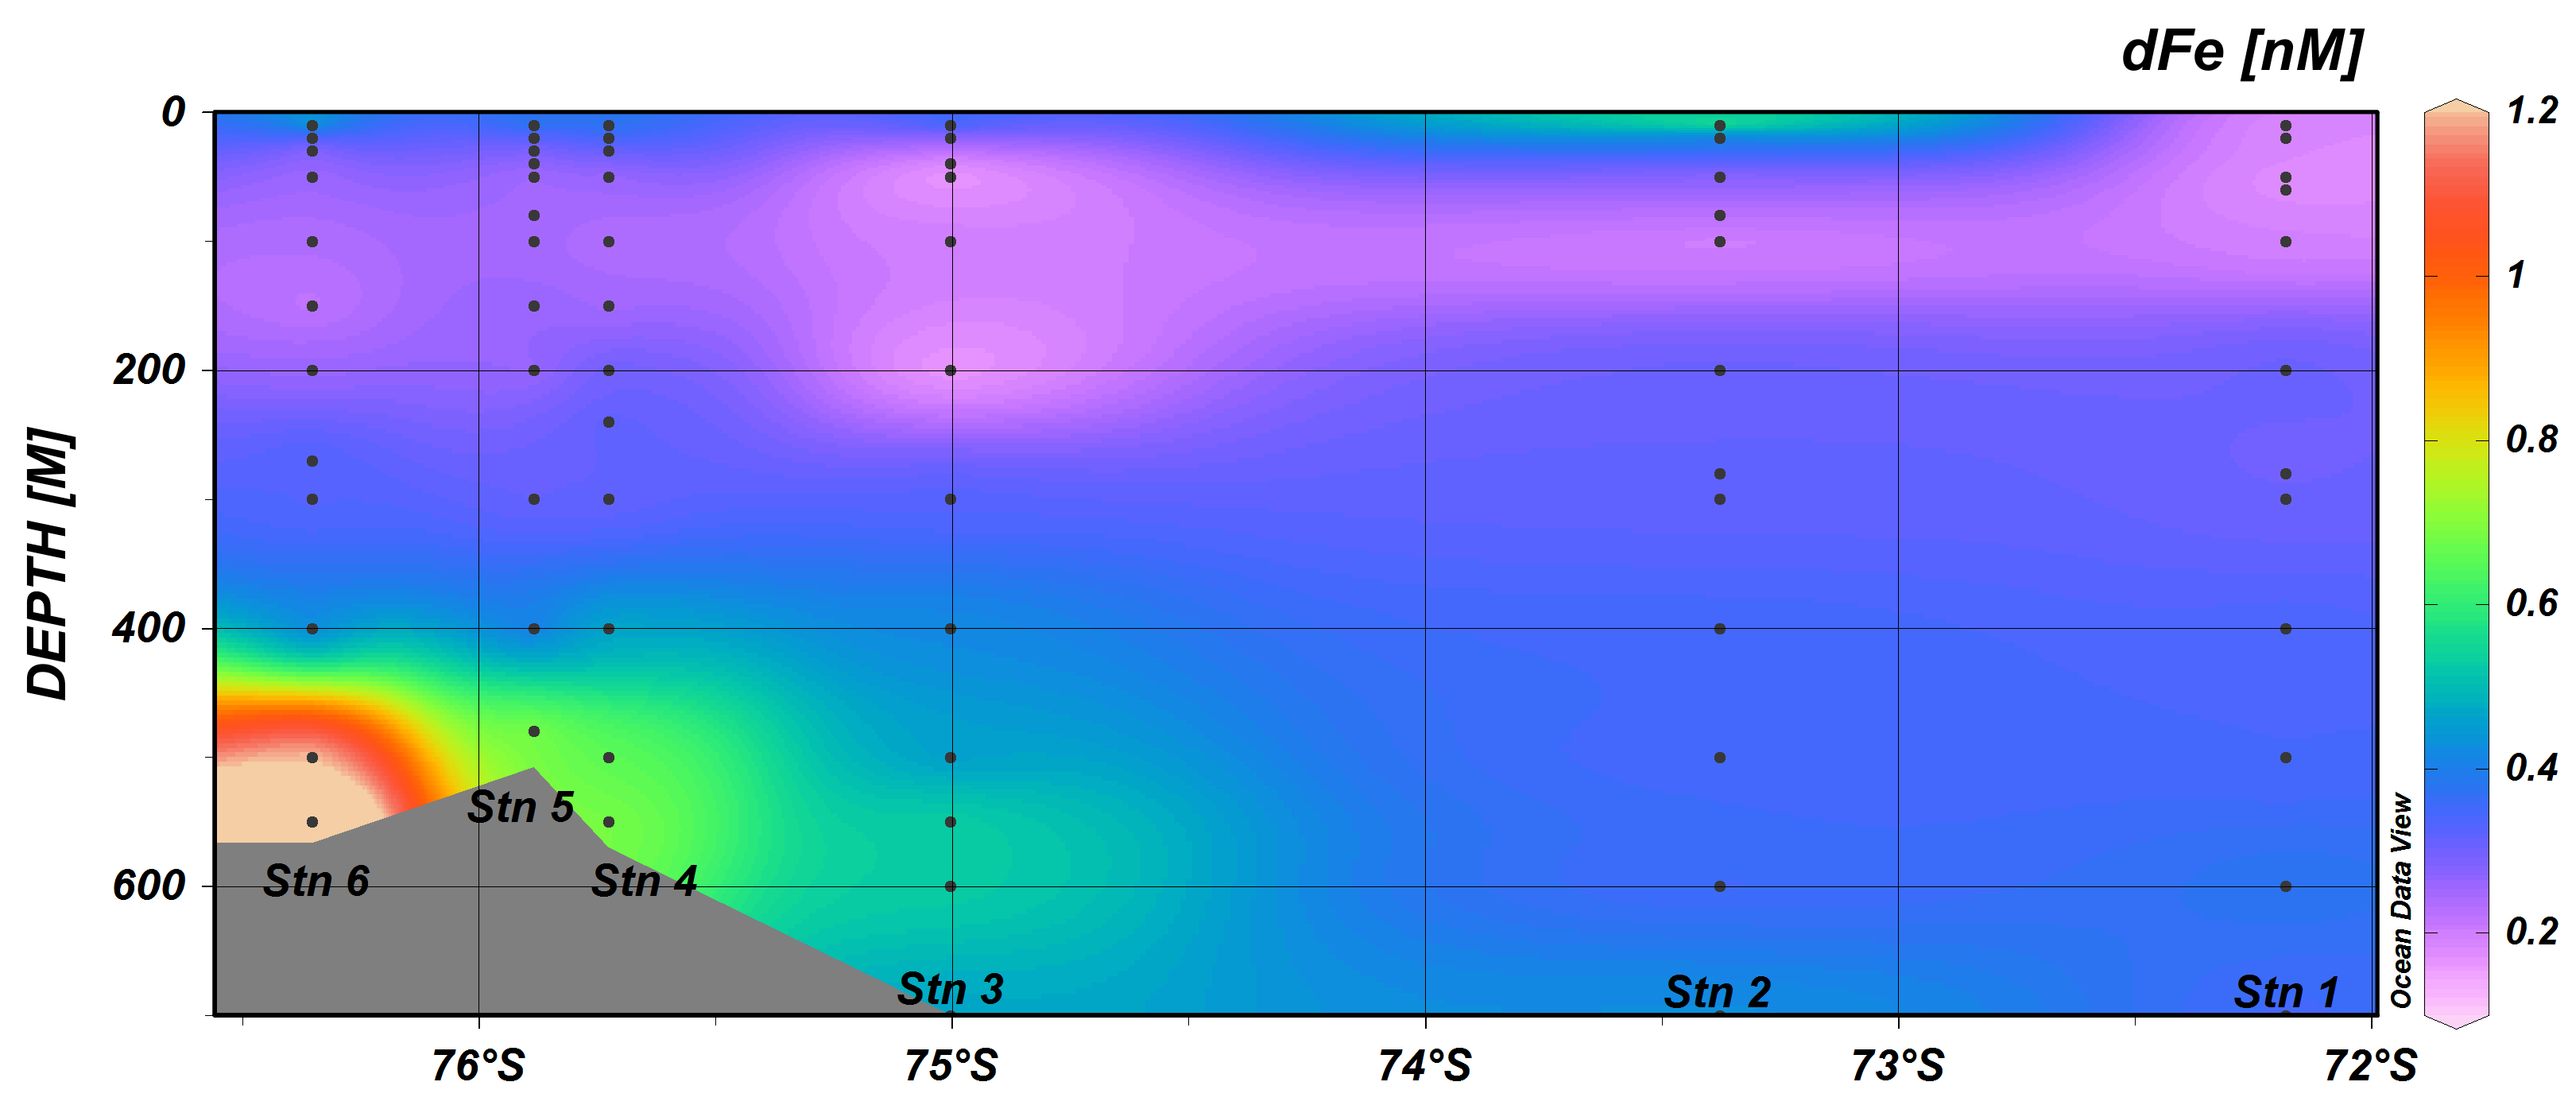 dFe [nM]
0
200
400
600
DEPTH [M]
1.2
1
0.8
0.6
0.4
0.2
Stn 6
Stn 5
Stn 4
Stn 3
Stn 2
Stn 1
Ocean Data View
76°S
75°S
74°S
73°S
72°S